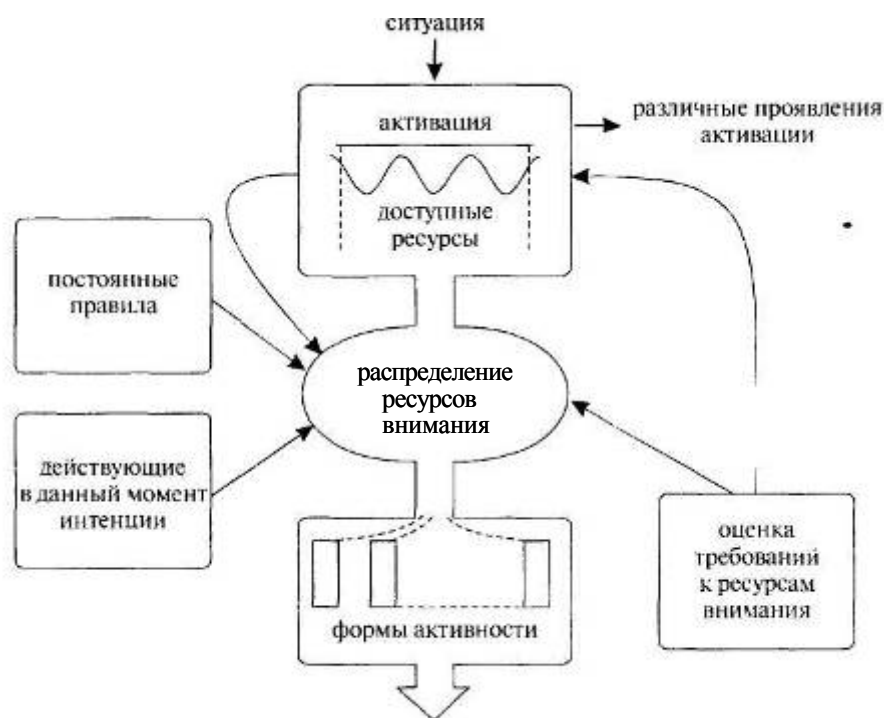 ситуация
активация
различные проявления
активации
доступные
ресурсы
постоянные
правила
распределение
ресурсов
внимания
действующие
в данный момент
интенции
оценка
требований
к ресурсам
внимания
формы активности